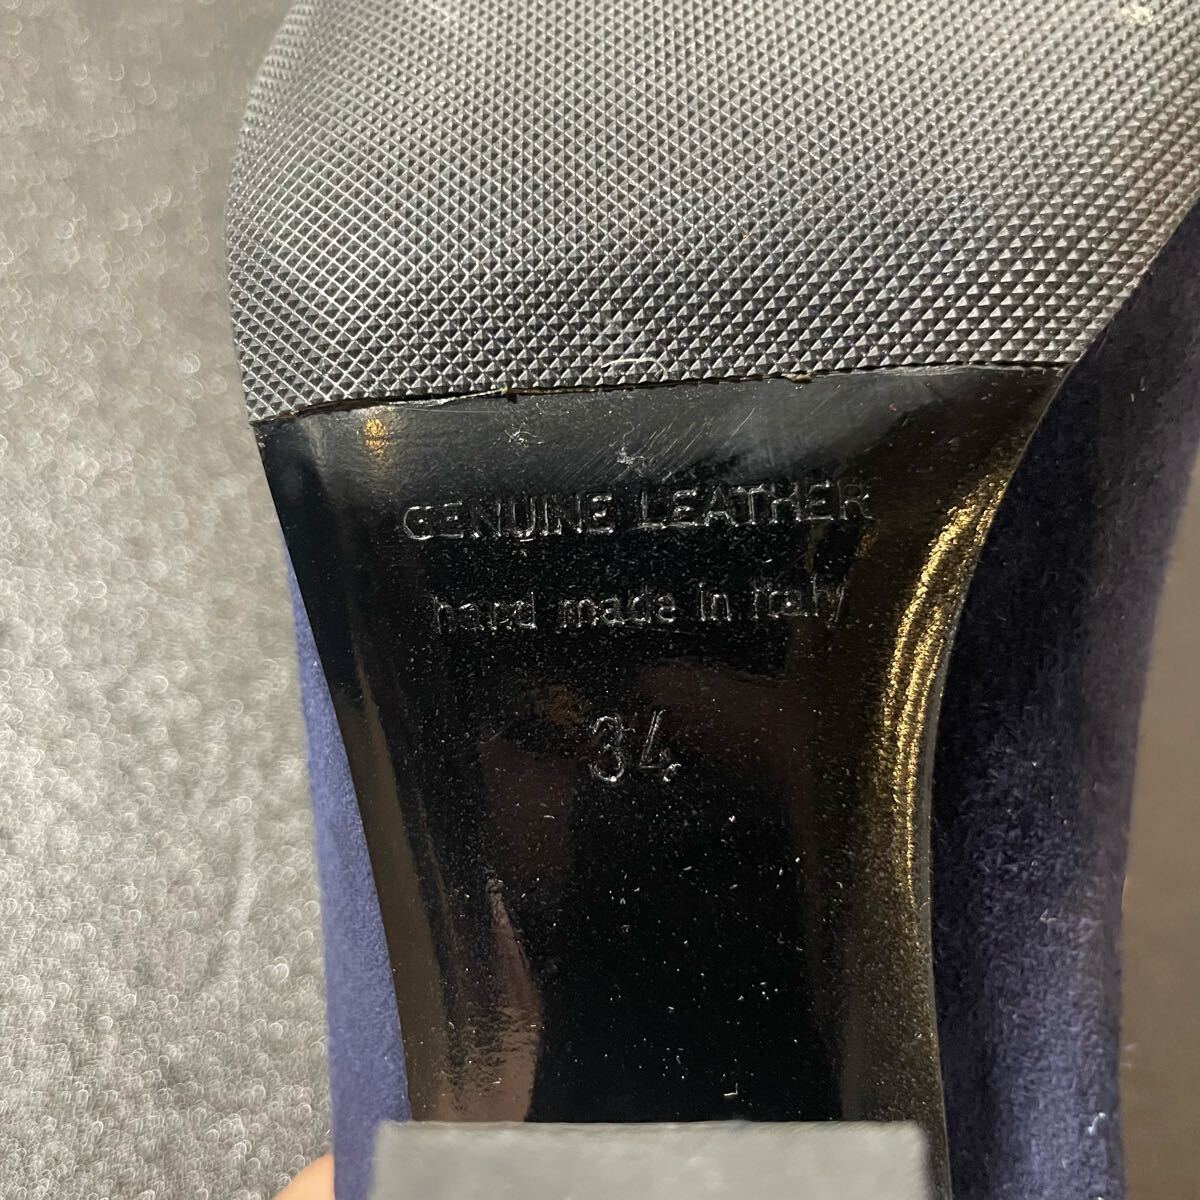 GENUINE LEATHER
hand made in Italy
34